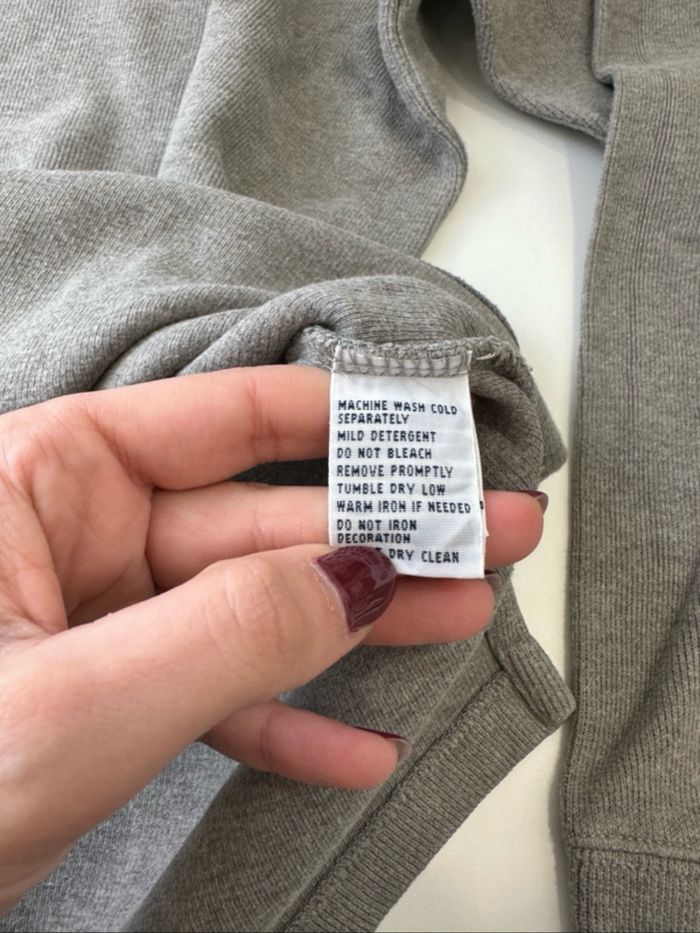 MACHINE WASH COLD
SEPARATELY
MILD DETERGENT
DO NOT BLEACH
REMOVE PROMPTLY
TUMBLE DRY LOW
WARM IRON IF NEEDED
DO NOT IRON
DECORATION
DRY CLEAN